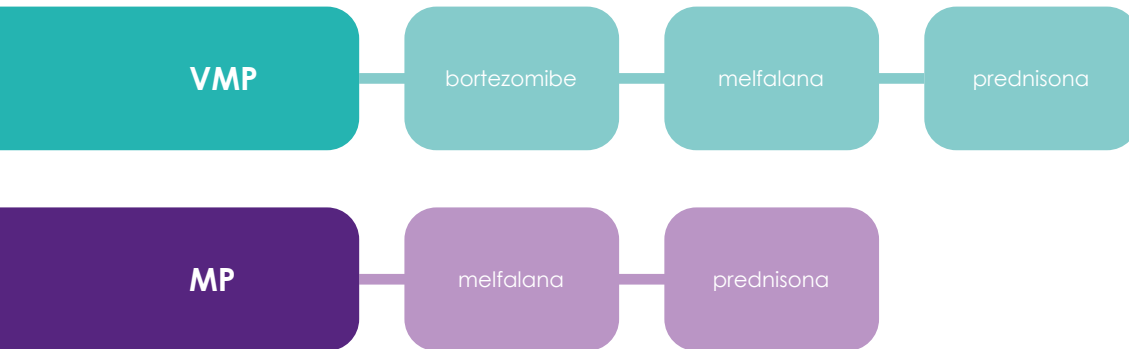 VMP
bortezomibe
melfalana
prednisona
MP
melfalana
prednisona